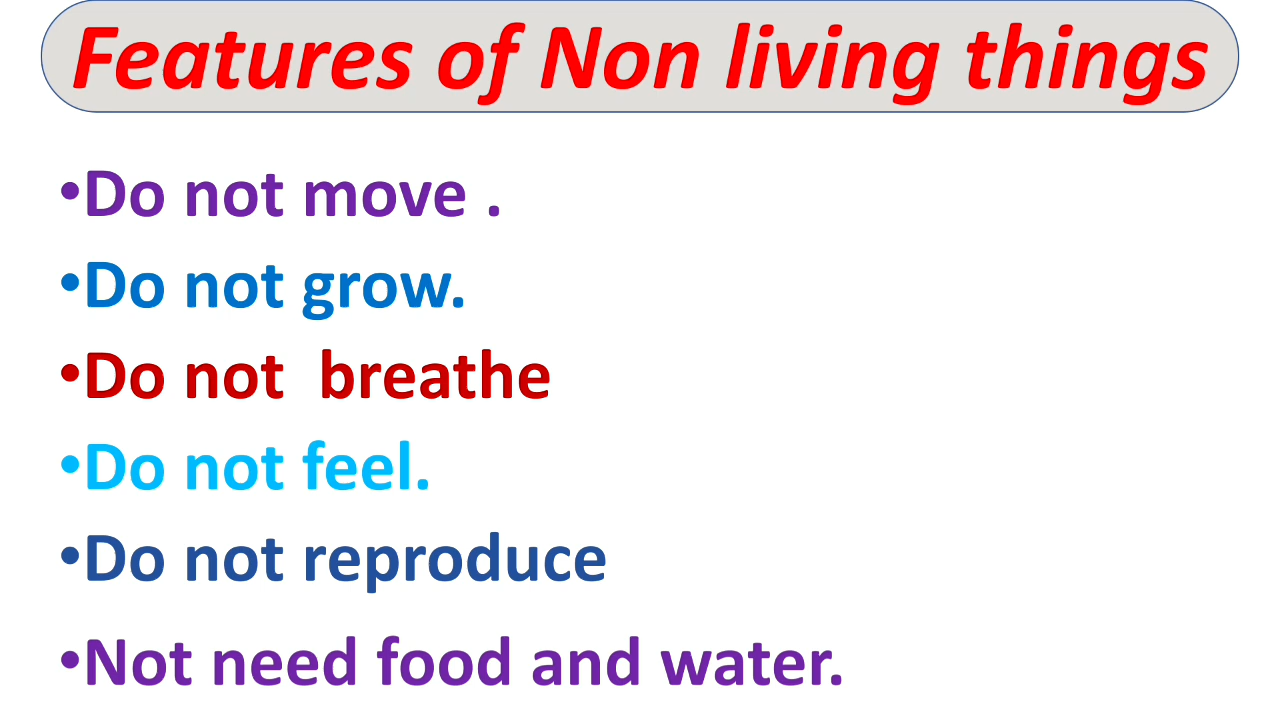 Features of Non living things
•Do not move .
•Do not grow.
•Do not  breathe
•Do not feel.
•Do not reproduce
•Not need food and water.